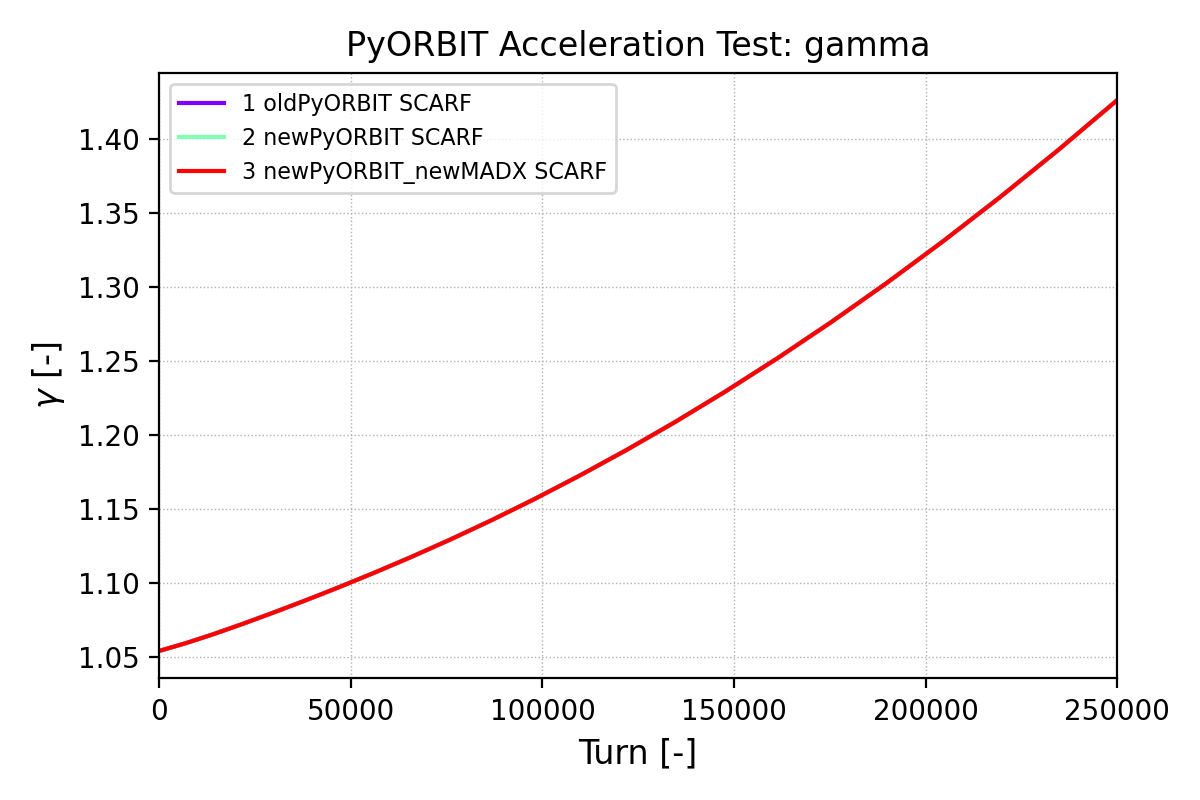 PyORBIT Acceleration Test: gamma
1 oldPyORBIT SCARF
2 newPyORBIT SCARF
3 newPyORBIT_newMADX SCARF
1.40
1.35
1.30
1.25
1.20
1.15
1.10
1.05
γ [-]
0 50000 100000 150000 200000 250000
Turn [-]